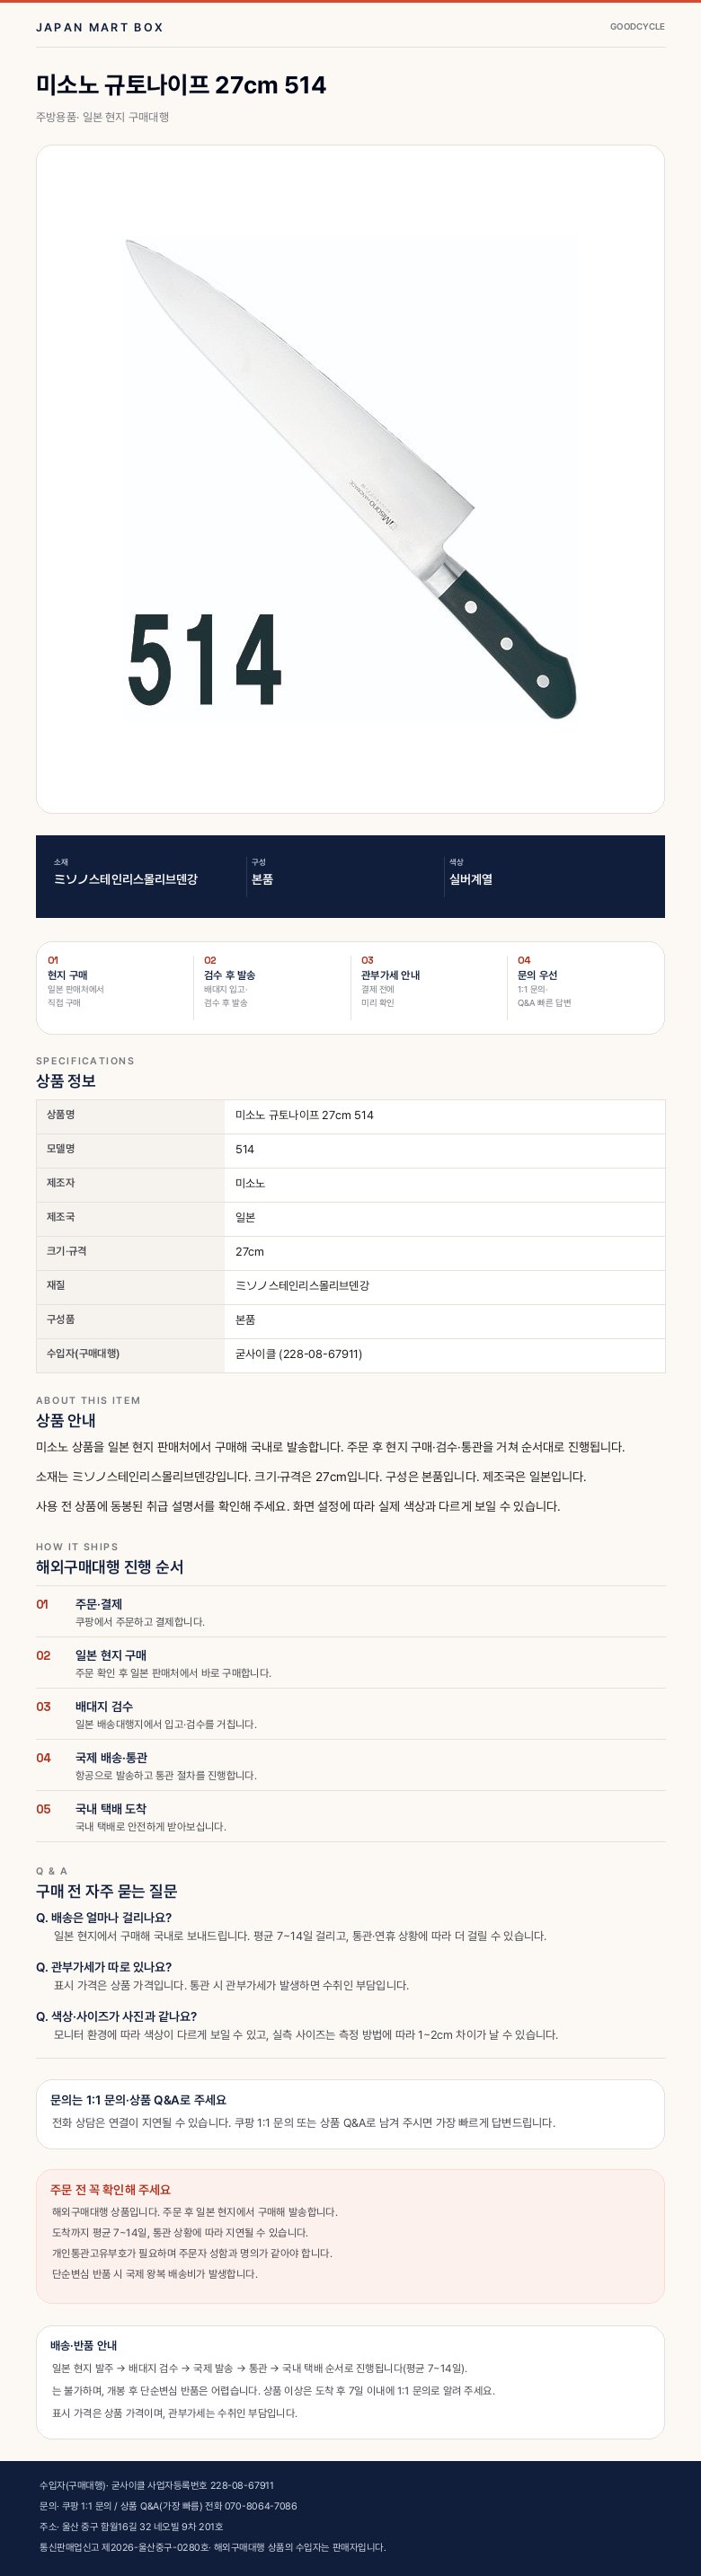 JAPAN MART BOX
GOODCYCLE
미소노 규토나이프 27cm 514
주방용품· 일본 현지 구매대행
514
소재
ミソノ스테인리스몰리브덴강
구성
본품
색상
실버계열
01
현지 구매
일본 판매처에서
직접 구매
02
검수 후 발송
배대지 입고·
검수 후 발송
03
관부가세 안내
결제 전에
미리 확인
04
문의 우선
1:1 문의·
Q&A 빠른 답변
SPECIFICATIONS
상품 정보
상품명 미소노 규토나이프 27cm 514
모델명 514
제조자 미소노
제조국 일본
크기·규격 27cm
재질 ミソノ스테인리스몰리브덴강
구성품 본품
수입자(구매대행) 굳사이클 (228-08-67911)
ABOUT THIS ITEM
상품 안내
미소노 상품을 일본 현지 판매처에서 구매해 국내로 발송합니다. 주문 후 현지 구매·검수·통관을 거쳐 순서대로 진행됩니다.
소재는 ミソノ스테인리스몰리브덴강입니다. 크기·규격은 27cm입니다. 구성은 본품입니다. 제조국은 일본입니다.
사용 전 상품에 동봉된 취급 설명서를 확인해 주세요. 화면 설정에 따라 실제 색상과 다르게 보일 수 있습니다.
HOW IT SHIPS
해외구매대행 진행 순서
01 주문·결제
쿠팡에서 주문하고 결제합니다.
02 일본 현지 구매
주문 확인 후 일본 판매처에서 바로 구매합니다.
03 배대지 검수
일본 배송대행지에서 입고·검수를 거칩니다.
04 국제 배송·통관
항공으로 발송하고 통관 절차를 진행합니다.
05 국내 택배 도착
국내 택배로 안전하게 받아보십니다.
Q & A
구매 전 자주 묻는 질문
Q. 배송은 얼마나 걸리나요?
일본 현지에서 구매해 국내로 보내드립니다. 평균 7~14일 걸리고, 통관·연휴 상황에 따라 더 걸릴 수 있습니다.
Q. 관부가세가 따로 있나요?
표시 가격은 상품 가격입니다. 통관 시 관부가세가 발생하면 수취인 부담입니다.
Q. 색상·사이즈가 사진과 같나요?
모니터 환경에 따라 색상이 다르게 보일 수 있고, 실측 사이즈는 측정 방법에 따라 1~2cm 차이가 날 수 있습니다.
문의는 1:1 문의·상품 Q&A로 주세요
전화 상담은 연결이 지연될 수 있습니다. 쿠팡 1:1 문의 또는 상품 Q&A로 남겨 주시면 가장 빠르게 답변드립니다.
주문 전 꼭 확인해 주세요
해외구매대행 상품입니다. 주문 후 일본 현지에서 구매해 발송합니다.
도착까지 평균 7~14일, 통관 상황에 따라 지연될 수 있습니다.
개인통관고유부호가 필요하며 주문자 성함과 명의가 같아야 합니다.
단순변심 반품 시 국제 왕복 배송비가 발생합니다.
배송·반품 안내
일본 현지 발주 → 배대지 검수 → 국제 발송 → 통관 → 국내 택배 순서로 진행됩니다(평균 7~14일).
는 불가하며, 개봉 후 단순변심 반품은 어렵습니다. 상품 이상은 도착 후 7일 이내에 1:1 문의로 알려 주세요.
표시 가격은 상품 가격이며, 관부가세는 수취인 부담입니다.
수입자(구매대행)· 굳사이클 사업자등록번호 228-08-67911
문의· 쿠팡 1:1 문의 / 상품 Q&A(가장 빠름) 전화 070-8064-7086
주소· 울산 중구 함월16길 32 네오빌 9차 201호
통신판매업신고 제2026-울산중구-0280호· 해외구매대행 상품의 수입자는 판매자입니다.